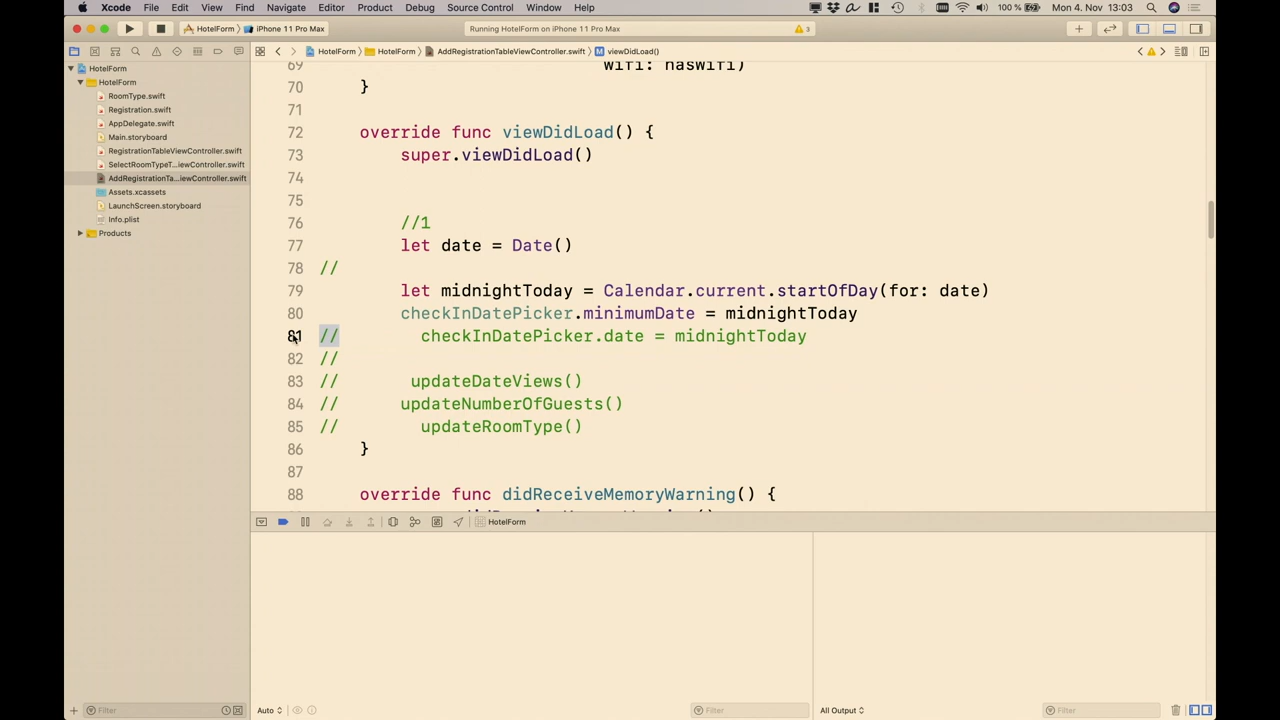 Xcode File Edit View Find Navigate Editor Product Debug Source Control Window Help 100 % Mon 4. Nov 13:03
HotelForm iPhone 11 Pro Max Running HotelForm on iPhone 11 Pro Max 3
HotelForm HotelForm AddRegistrationTableViewController.swift M viewDidLoad()
HotelForm
HotelForm
RoomType.swift
Registration.swift
AppDelegate.swift
Main.storyboard
RegistrationTableViewController.swift
SelectRoomTypeT...iewController.swift
AddRegistrationTa...iewController.swift
Assets.xcassets
LaunchScreen.storyboard
Info.plist
Products
69 wifi: hasWifi)
70 }
71
72 override func viewDidLoad() {
73 super.viewDidLoad()
74
75
76 //1
77 let date = Date()
78 //
79 let midnightToday = Calendar.current.startOfDay(for: date)
80 checkInDatePicker.minimumDate = midnightToday
81 // checkInDatePicker.date = midnightToday
82 //
83 // updateDateViews()
84 // updateNumberOfGuests()
85 // updateRoomType()
86 }
87
88 override func didReceiveMemoryWarning() {
HotelForm
Filter
Auto
Filter
All Output
Filter